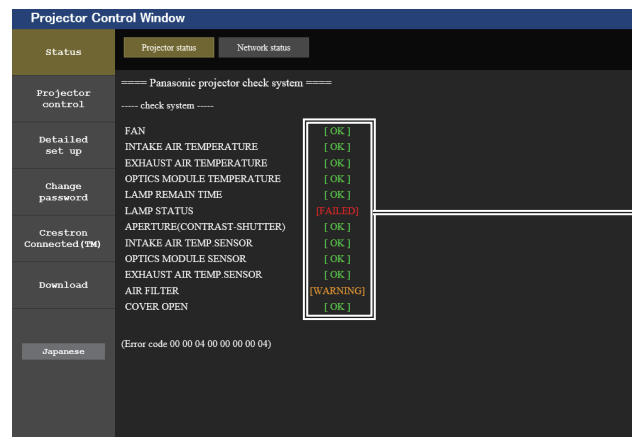 Projector Control Window
Status
Projector status
Network status
Projector
control
Detailed
set up
Change
password
Crestron
Connected(TM)
Download
Japanese
==== Panasonic projector check system ====
----- check system -----
FAN [ OK ]
INTAKE AIR TEMPERATURE [ OK ]
EXHAUST AIR TEMPERATURE [ OK ]
OPTICS MODULE TEMPERATURE [ OK ]
LAMP REMAIN TIME [ OK ]
LAMP STATUS [FAILED]
APERTURE(CONTRAST-SHUTTER) [ OK ]
INTAKE AIR TEMP.SENSOR [ OK ]
OPTICS MODULE SENSOR [ OK ]
EXHAUST AIR TEMP.SENSOR [ OK ]
AIR FILTER [WARNING]
COVER OPEN [ OK ]
(Error code 00 00 04 00 00 00 00 04)